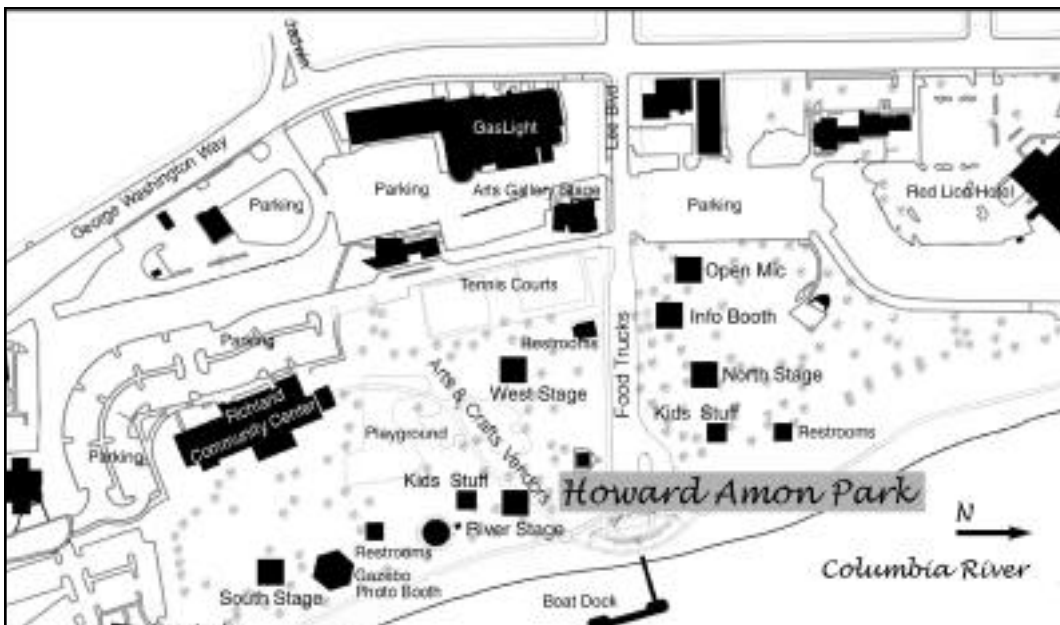 Jadwin
George Washington Way
GasLight
Lee Blvd
Parking
Parking
Arts Gallery Stage
Parking
Red Lion Hotel
Tennis Courts
Open Mic
Info Booth
Parking
Restrooms
Food Trucks
West Stage
North Stage
Arts & Crafts Vendors
Richland
Community Center
Playground
Kids Stuff
Restrooms
Parking
Kids Stuff
Howard Amon Park
River Stage
N
Restrooms
Gazebo
Photo Booth
South Stage
Columbia River
Boat Dock